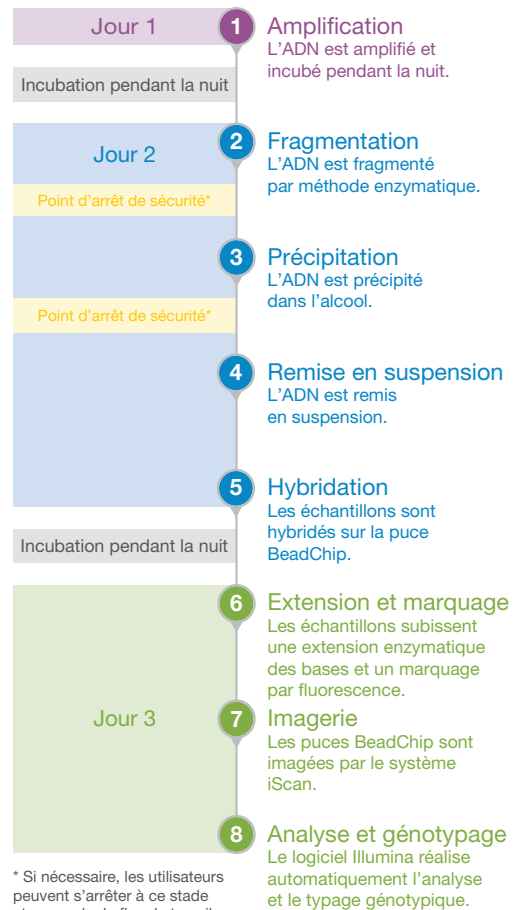 Jour 1
1
Amplification
L'ADN est amplifié et
incubé pendant la nuit.
Incubation pendant la nuit
Jour 2
2
Fragmentation
L'ADN est fragmenté
par méthode enzymatique.
Point d'arrêt de sécurité*
3
Précipitation
L'ADN est précipité
dans l'alcool.
Point d'arrêt de sécurité*
4
Remise en suspension
L'ADN est remis
en suspension.
5
Hybridation
Les échantillons sont
hybridés sur la puce
BeadChip.
Incubation pendant la nuit
6
Extension et marquage
Les échantillons subissent
une extension enzymatique
des bases et un marquage
par fluorescence.
Jour 3
7
Imagerie
Les puces BeadChip sont
imagées par le système
iScan.
8
Analyse et génotypage
Le logiciel Illumina réalise
automatiquement l'analyse
et le typage génotypique.
* Si nécessaire, les utilisateurs
peuvent s'arrêter à ce stade